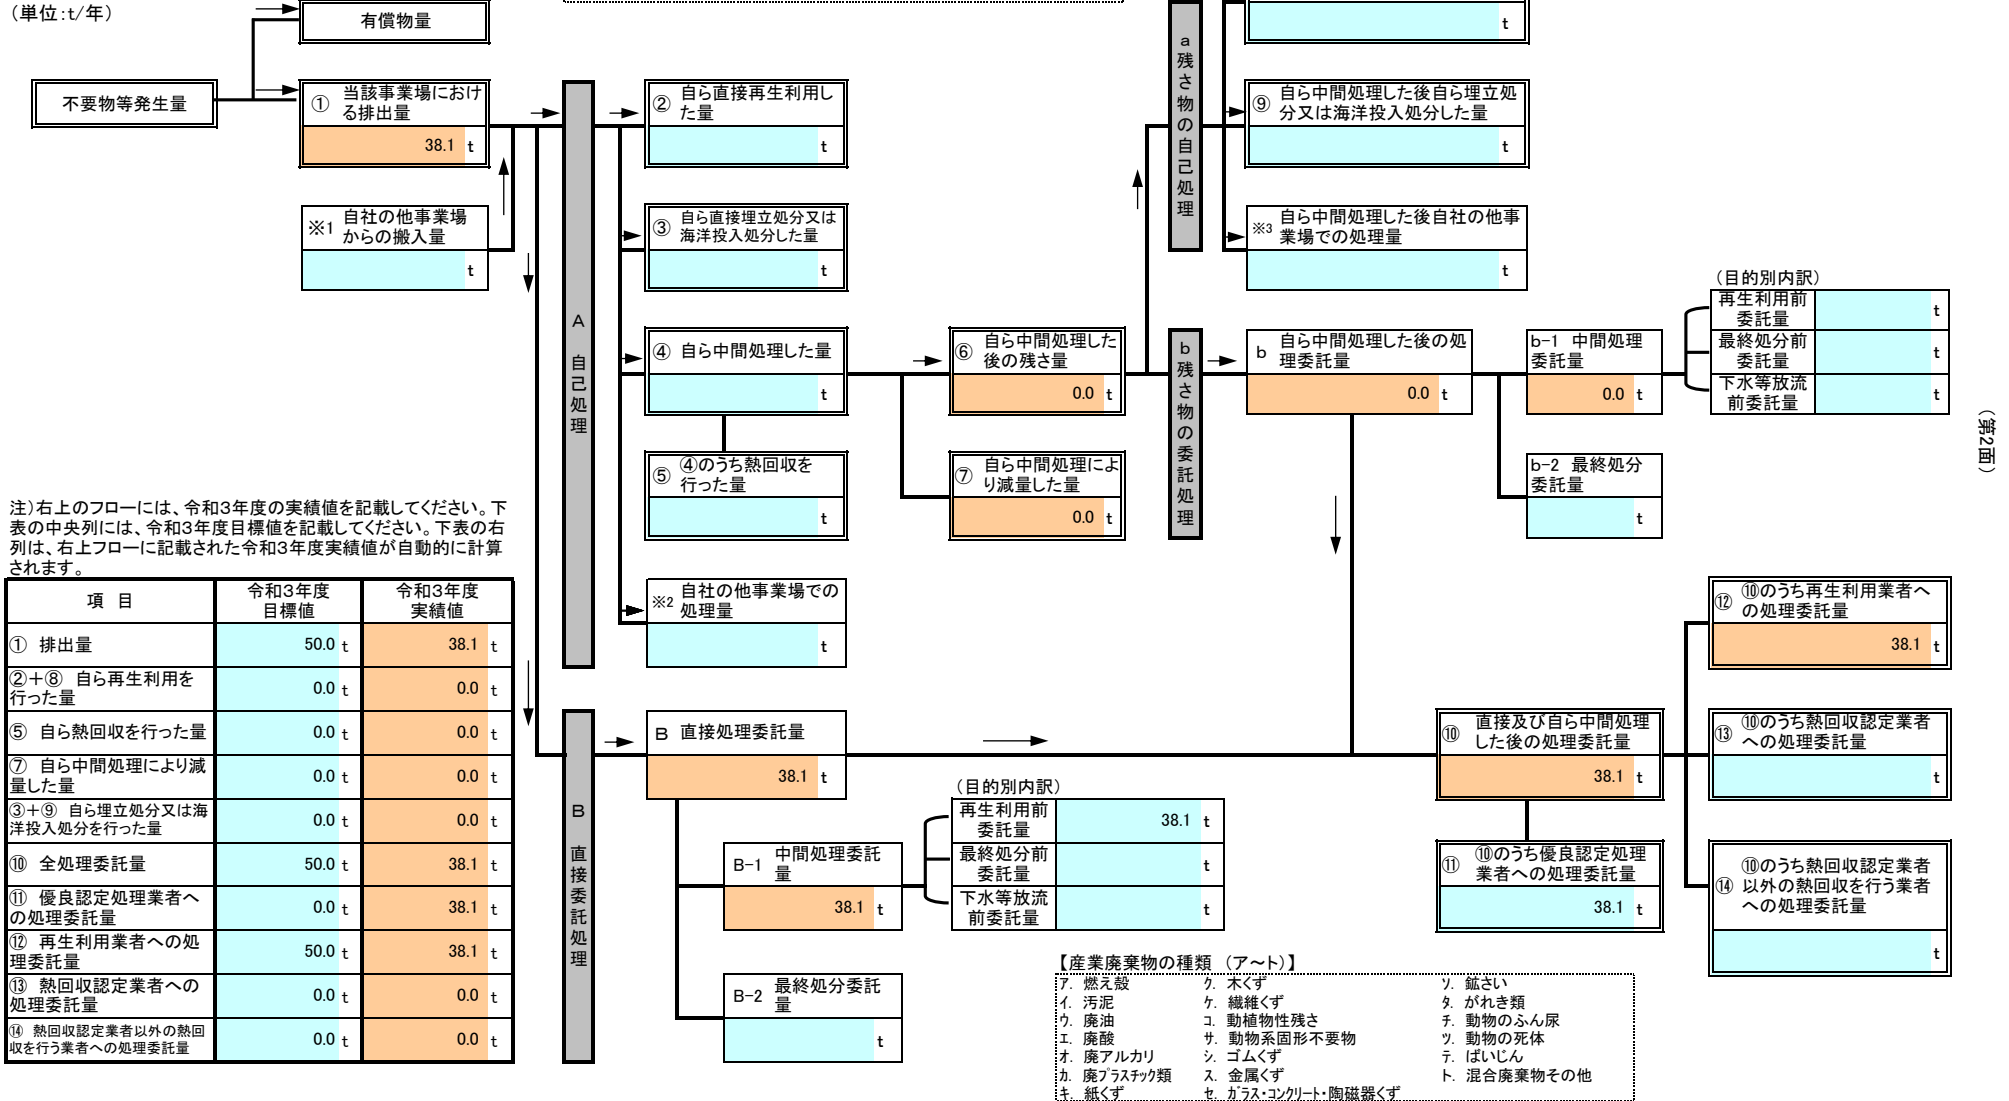 （単位：t/年）
有償物量
不要物等発生量
① 当該事業場におけ
る排出量
38.1 t
※1 自社の他事業場
からの搬入量
t
A 自己処理
② 自ら直接再生利用し
た量
t
③ 自ら直接埋立処分又は
海洋投入処分した量
t
④ 自ら中間処理した量
t
⑤ ④のうち熱回収を
行った量
t
※2 自社の他事業場での
処理量
t
⑥ 自ら中間処理した
後の残さ量
0.0 t
⑦ 自ら中間処理によ
り減量した量
0.0 t
a 残さ物の自己処理
t
⑨ 自ら中間処理した後自ら埋立処
分又は海洋投入処分した量
t
※3 自ら中間処理した後自社の他事
業場での処理量
t
b 残さ物の委託処理
b 自ら中間処理した後の処
理委託量
0.0 t
b-1 中間処理
委託量
0.0 t
b-2 最終処分
委託量
t
（目的別内訳）
再生利用前
委託量
t
最終処分前
委託量
t
下水等放流
前委託量
t
（第2面）
注）右上のフローには、令和3年度の実績値を記載してください。下
表の中央列には、令和3年度目標値を記載してください。下表の右
列は、右上フローに記載された令和3年度実績値が自動的に計算
されます。
項 目 令和3年度 目標値 令和3年度 実績値
① 排出量 50.0 t 38.1 t
②＋⑧ 自ら再生利用を
行った量 0.0 t 0.0 t
⑤ 自ら熱回収を行った量 0.0 t 0.0 t
⑦ 自ら中間処理により減
量した量 0.0 t 0.0 t
③＋⑨ 自ら埋立処分又は海
洋投入処分を行った量 0.0 t 0.0 t
⑩ 全処理委託量 50.0 t 38.1 t
⑪ 優良認定処理業者へ
の処理委託量 0.0 t 38.1 t
⑫ 再生利用業者への処
理委託量 50.0 t 38.1 t
⑬ 熱回収認定業者への
処理委託量 0.0 t 0.0 t
⑭ 熱回収認定業者以外の熱回
収を行う業者への処理委託量 0.0 t 0.0 t
B 直接委託処理
B 直接処理委託量
38.1 t
B-1 中間処理委託
量
38.1 t
B-2 最終処分委託
量
t
（目的別内訳）
再生利用前
委託量
38.1 t
最終処分前
委託量
t
下水等放流
前委託量
t
⑩ 直接及び自ら中間処理
した後の処理委託量
38.1 t
⑪ ⑩のうち優良認定処理
業者への処理委託量
38.1 t
⑫ ⑩のうち再生利用業者へ
の処理委託量
38.1 t
⑬ ⑩のうち熱回収認定業者
への処理委託量
t
⑭ ⑩のうち熱回収認定業者
以外の熱回収を行う業者
への処理委託量
t
【産業廃棄物の種類 （ア～ト）】
ア. 燃え殻 ク. 木くず ソ. 鉱さい
イ. 汚泥 ケ. 繊維くず タ. がれき類
ウ. 廃油 コ. 動植物性残さ チ. 動物のふん尿
エ. 廃酸 サ. 動物系固形不要物 ツ. 動物の死体
オ. 廃アルカリ シ. ゴムくず テ. ばいじん
カ. 廃プラスチック類 ス. 金属くず ト. 混合廃棄物その他
キ. 紙くず セ. ガラス・コンクリート・陶磁器くず